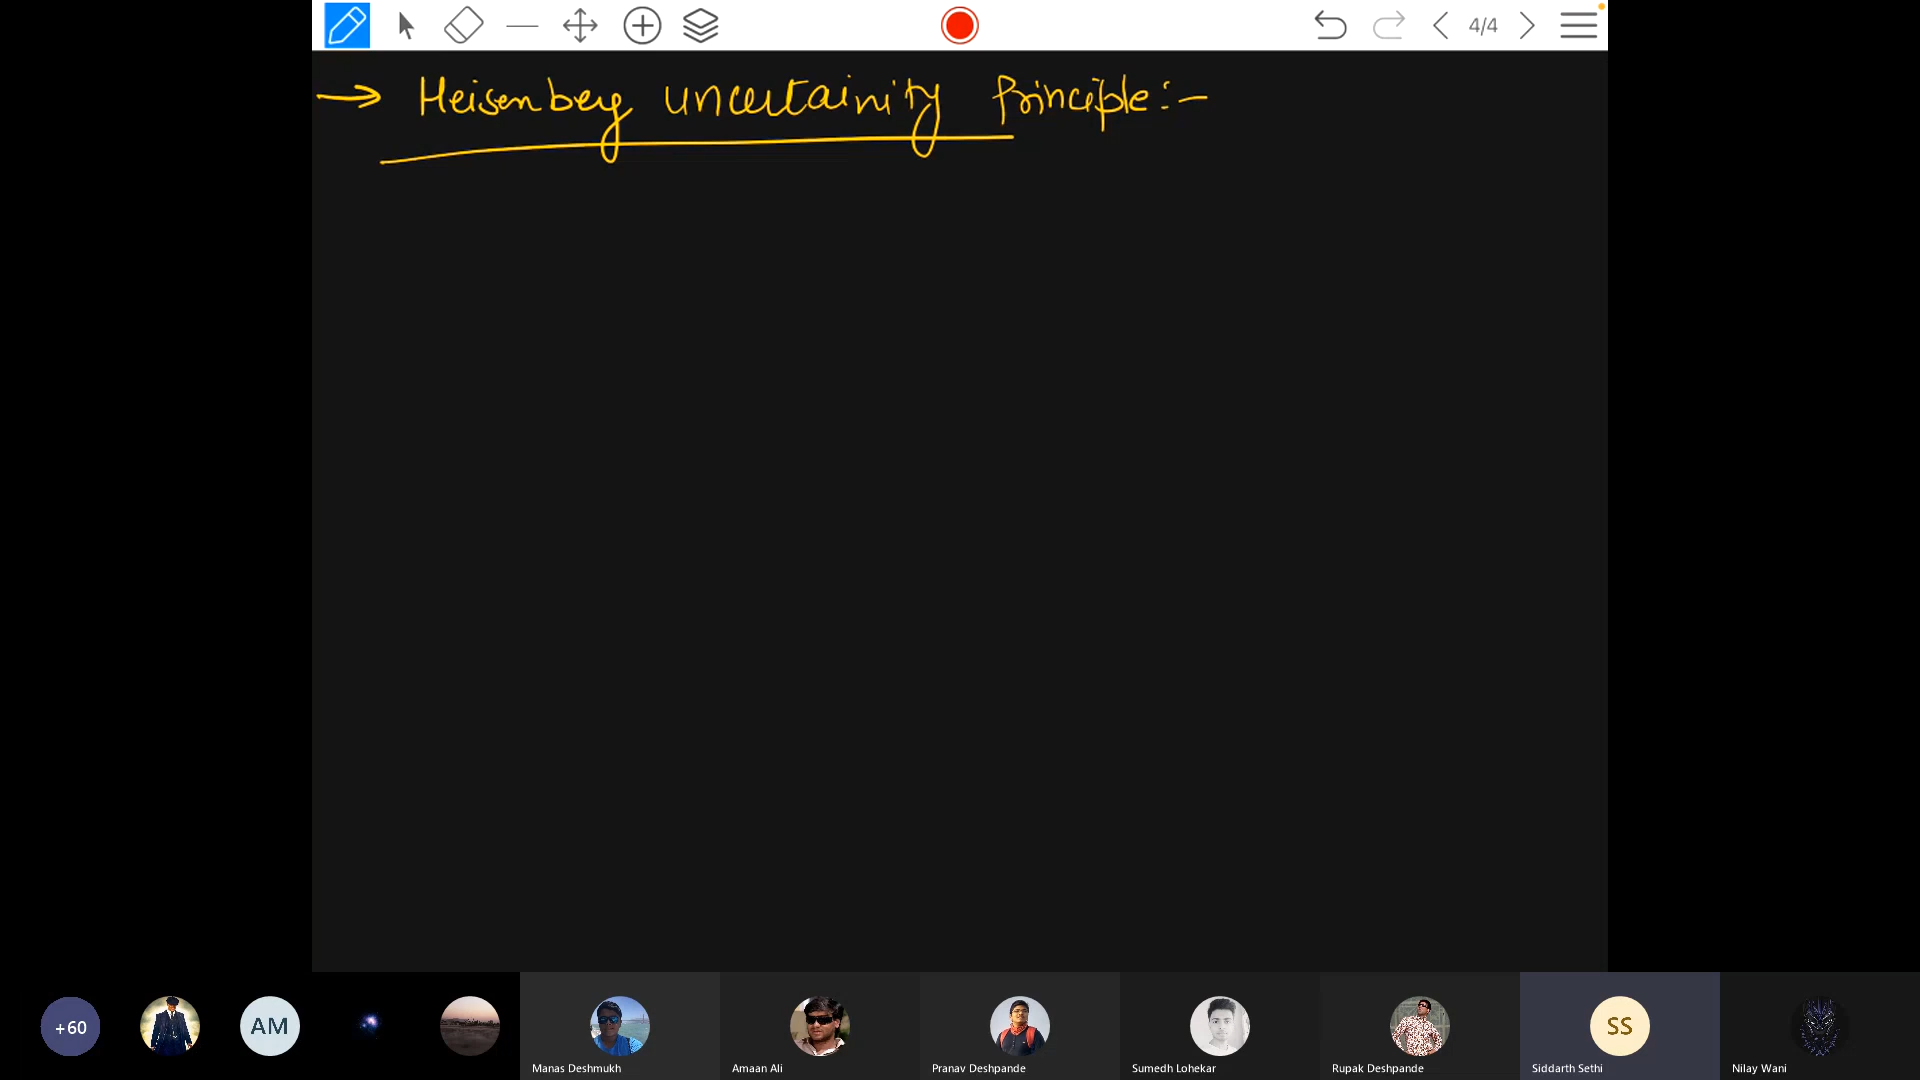 4/4
→ Heisenberg uncertainity Principle:-
+60
AM
SS
Manas Deshmukh
Amaan Ali
Pranav Deshpande
Sumedh Lohekar
Rupak Deshpande
Siddarth Sethi
Nilay Wani